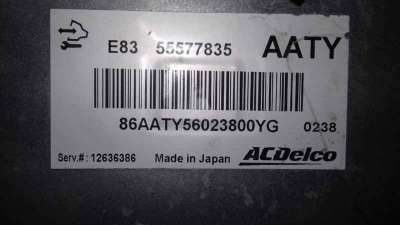 E83 55577835 AATY
86AATY56023800YG 0238
Serv.#: 12636386 Made in Japan ACDelco